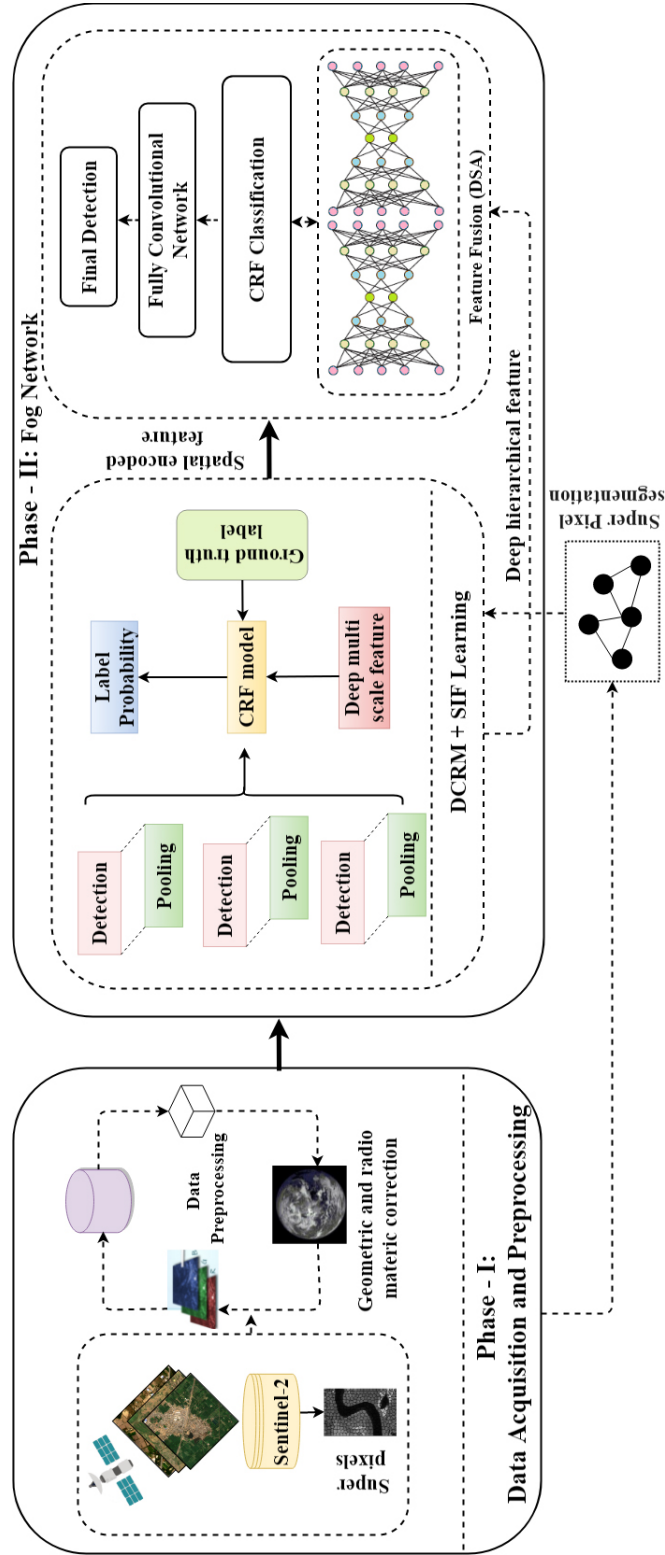 Sentinel-2
Super
pixels
Data
Preprocessing
Geometric and radio
materic correction
Phase - I:
Data Acquisition and Preprocessing
Phase - II: Fog Network
Detection
Pooling
Detection
Pooling
Detection
Pooling
Label
Probability
CRF model
Deep multi
scale feature
Ground truth
label
DCRM + SIF Learning
Spatial encoded
feature
Final Detection
Fully Convolutional
Network
CRF Classification
Feature Fusion (DSA)
Deep hierarchical feature
Super Pixel
segmentation